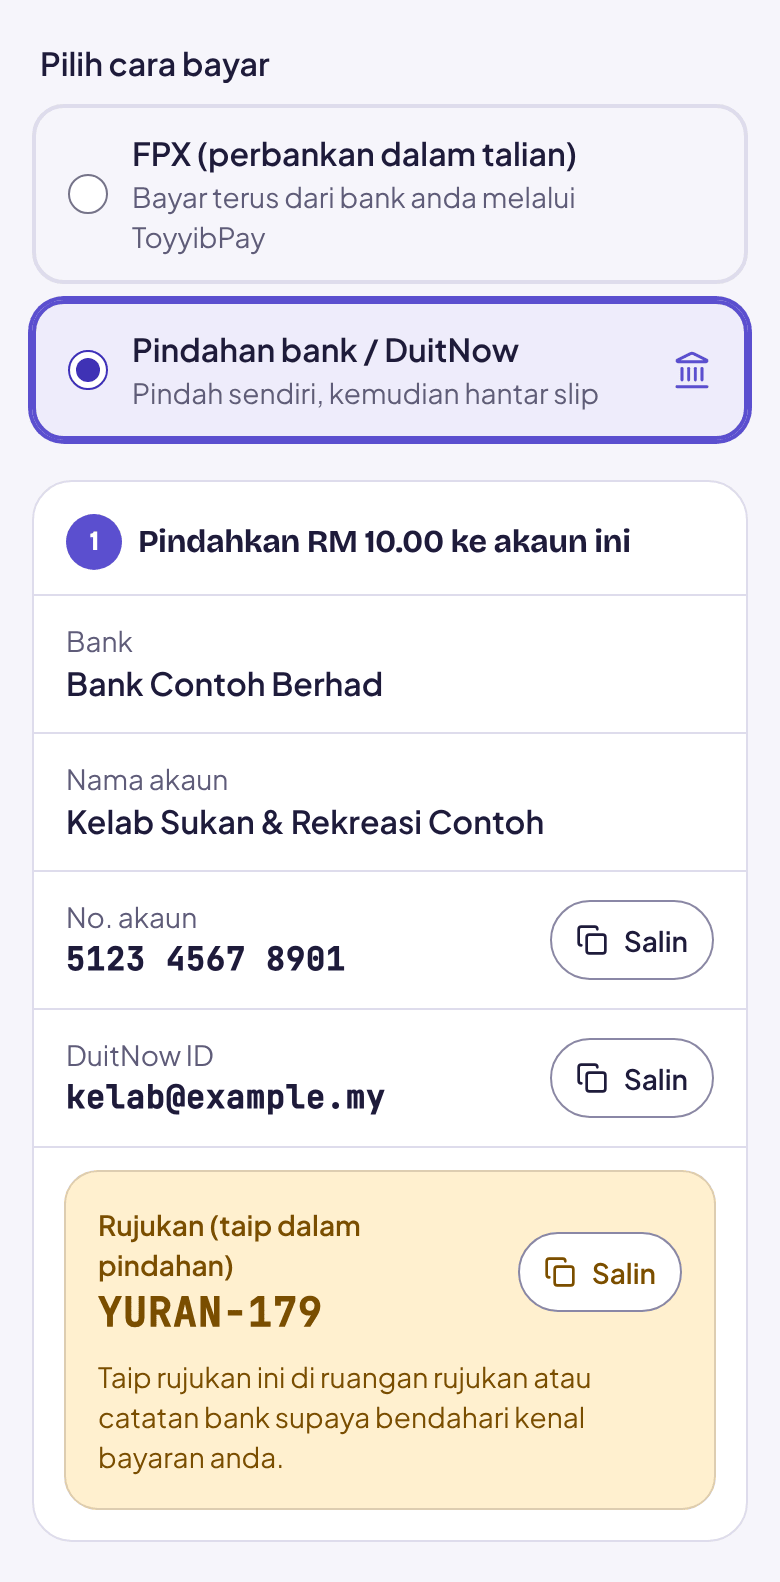 Pilih cara bayar
FPX (perbankan dalam talian)
Bayar terus dari bank anda melalui
ToyyibPay
Pindahan bank / DuitNow
Pindah sendiri, kemudian hantar slip
1 Pindahkan RM 10.00 ke akaun ini
Bank
Bank Contoh Berhad
Nama akaun
Kelab Sukan & Rekreasi Contoh
No. akaun
5123 4567 8901
Salin
DuitNow ID
kelab@example.my
Salin
Rujukan (taip dalam
pindahan)
YURAN-179
Salin
Taip rujukan ini di ruangan rujukan atau
catatan bank supaya bendahari kenal
bayaran anda.